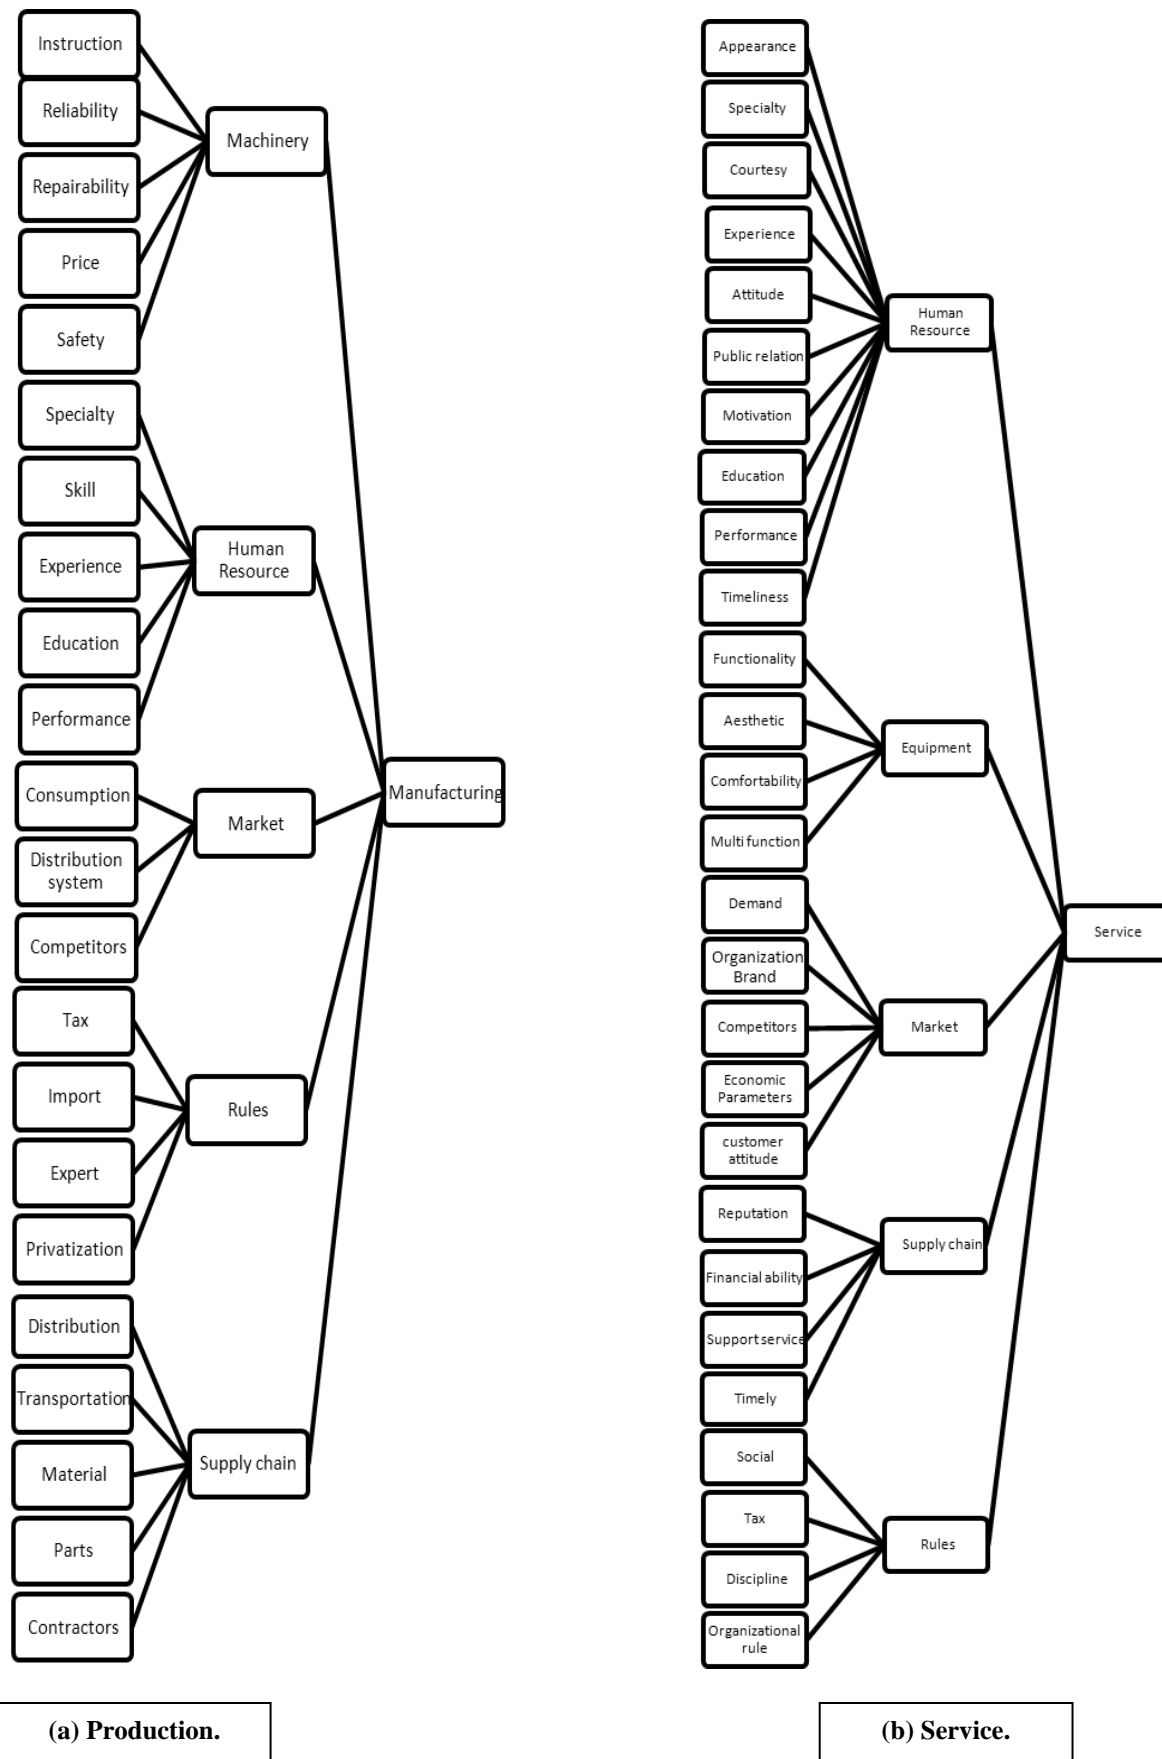 Instruction
Reliability
Repairability
Price
Safety
Machinery
Specialty
Skill
Experience
Education
Performance
Human
Resource
Consumption
Distribution
system
Competitors
Market
Tax
Import
Expert
Privatization
Rules
Distribution
Transportation
Material
Parts
Contractors
Supply chain
Manufacturing
(a) Production.
Appearance
Specialty
Courtesy
Experience
Attitude
Public relation
Motivation
Education
Performance
Timeliness
Human
Resource
Functionality
Aesthetic
Comfortability
Multi function
Equipment
Demand
Organization
Brand
Competitors
Economic
Parameters
customer
attitude
Market
Reputation
Financial ability
Support service
Timely
Supply chain
Social
Tax
Discipline
Organizational
rule
Rules
Service
(b) Service.